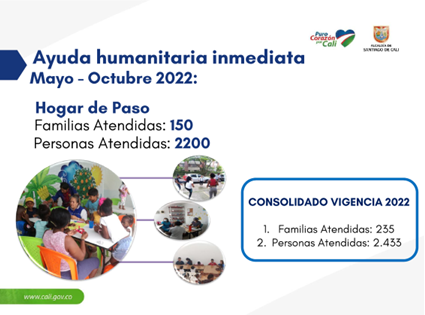 Puro
Corazón
por
Cali
ALCALDÍA DE
SANTIAGO DE CALI
Ayuda humanitaria inmediata
Mayo - Octubre 2022:
Hogar de Paso
Familias Atendidas: 150
Personas Atendidas: 2200
CONSOLIDADO VIGENCIA 2022
1. Familias Atendidas: 235
2. Personas Atendidas: 2.433
www.cali.gov.co